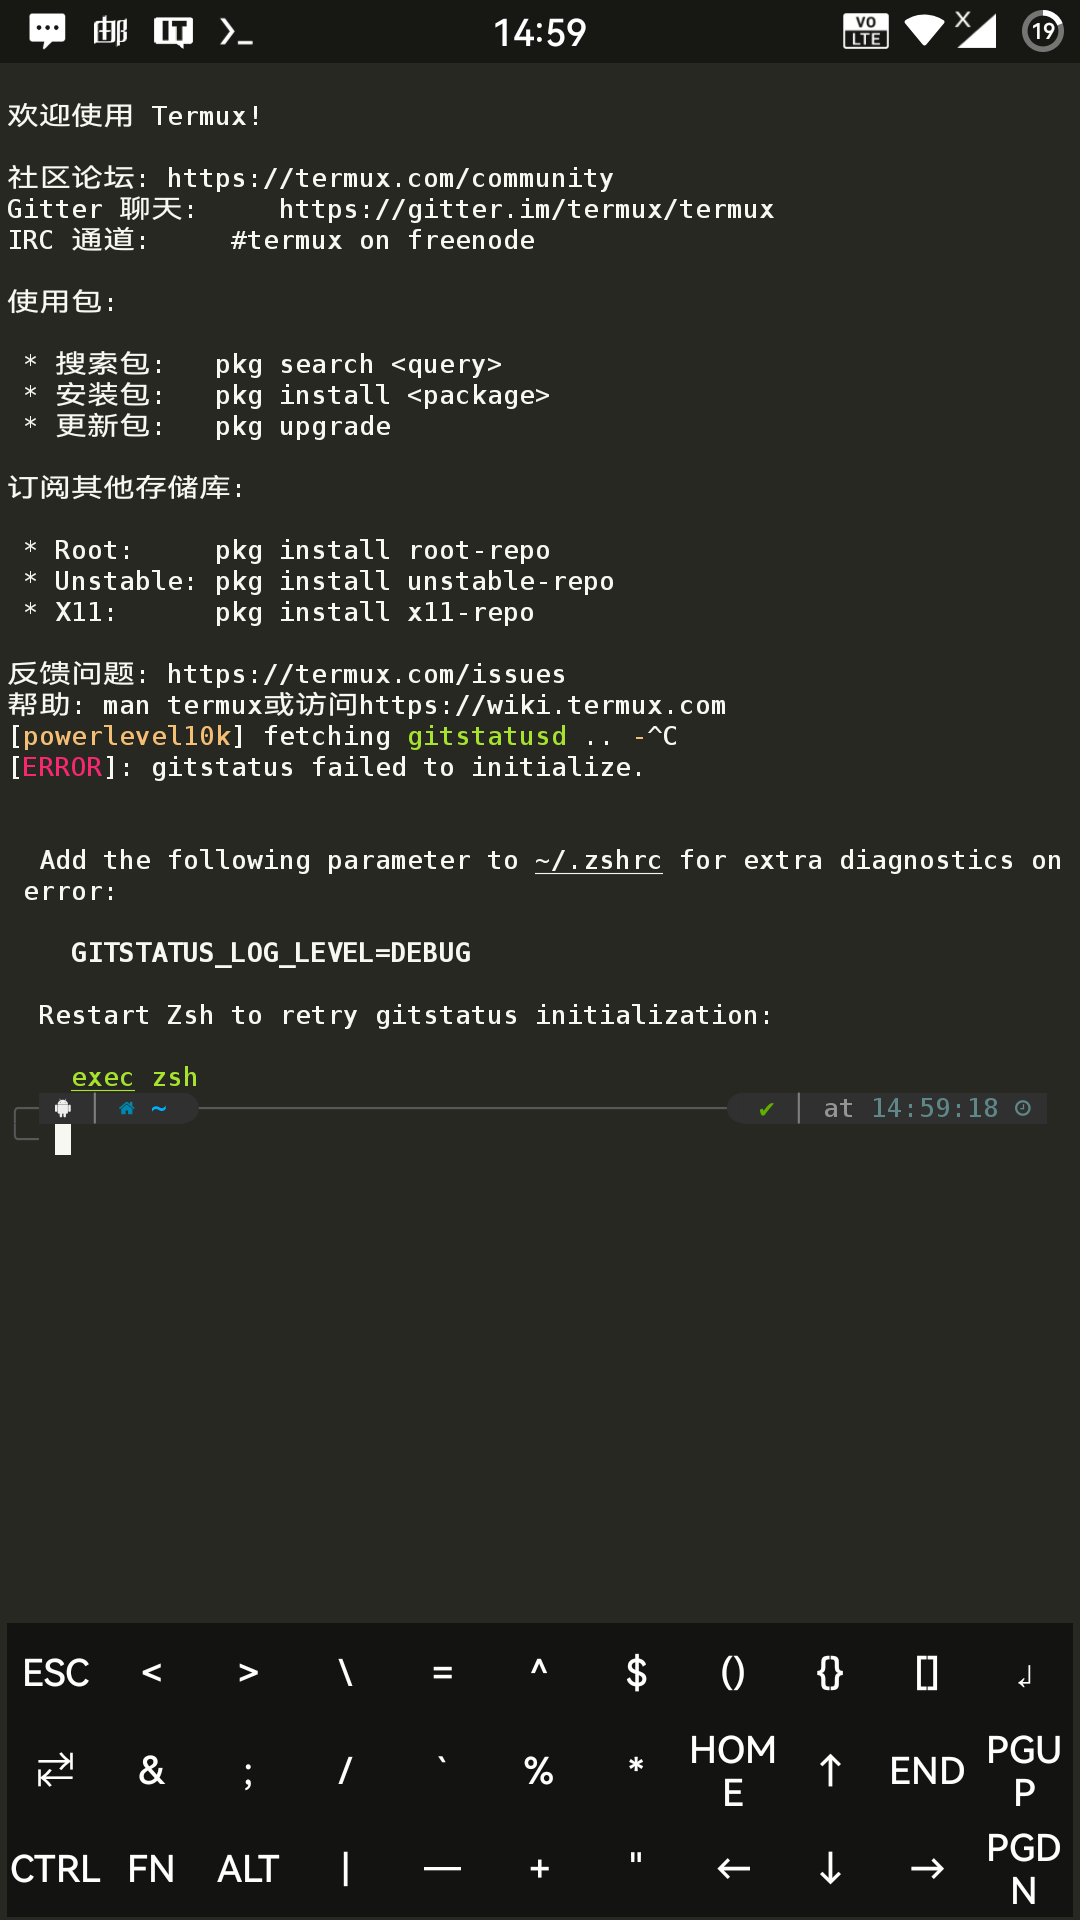 邮 IT >_ 14:59 VO LTE X 19
欢迎使用 Termux!
社区论坛: https://termux.com/community
Gitter 聊天: https://gitter.im/termux/termux
IRC 通道: #termux on freenode
使用包:
* 搜索包: pkg search <query>
* 安装包: pkg install <package>
* 更新包: pkg upgrade
订阅其他存储库:
* Root: pkg install root-repo
* Unstable: pkg install unstable-repo
* X11: pkg install x11-repo
反馈问题: https://termux.com/issues
帮助: man termux或访问https://wiki.termux.com
[powerlevel10k] fetching gitstatusd .. -^C
[ERROR]: gitstatus failed to initialize.
Add the following parameter to ~/.zshrc for extra diagnostics on
error:
GITSTATUS_LOG_LEVEL=DEBUG
Restart Zsh to retry gitstatus initialization:
exec zsh
~ ✔ at 14:59:18
ESC < > \ = ^ $ () {} [] ↲
⇄ & ; / ` % * HOME ↑ END PGUP
CTRL FN ALT | — + " ← ↓ → PGDN